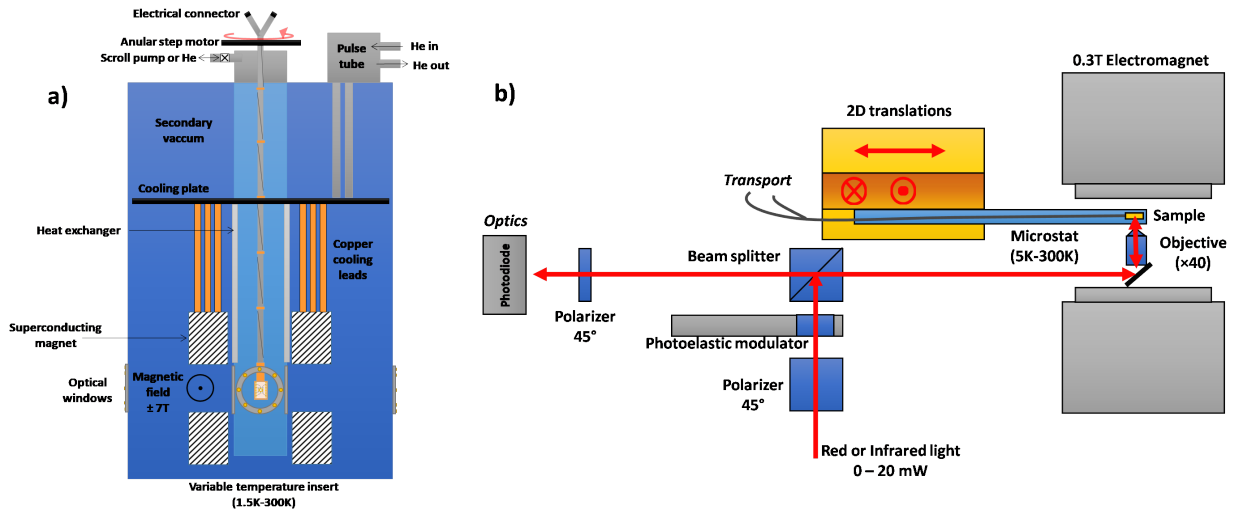 Electrical connector
Anular step motor
Scroll pump or He
Pulse
tube
He in
He out
a)
Secondary
vaccum
Cooling plate
Heat exchanger
Copper
cooling
leads
Superconducting
magnet
Optical
windows
Magnetic
field
± 7T
Variable temperature insert
(1.5K-300K)
b)
0.3T Electromagnet
2D translations
Transport
Sample
Optics
Microstat
(5K-300K)
Objective
(×40)
Beam splitter
Photodiode
Polarizer
45°
Photoelastic modulator
Polarizer
45°
Red or Infrared light
0 – 20 mW